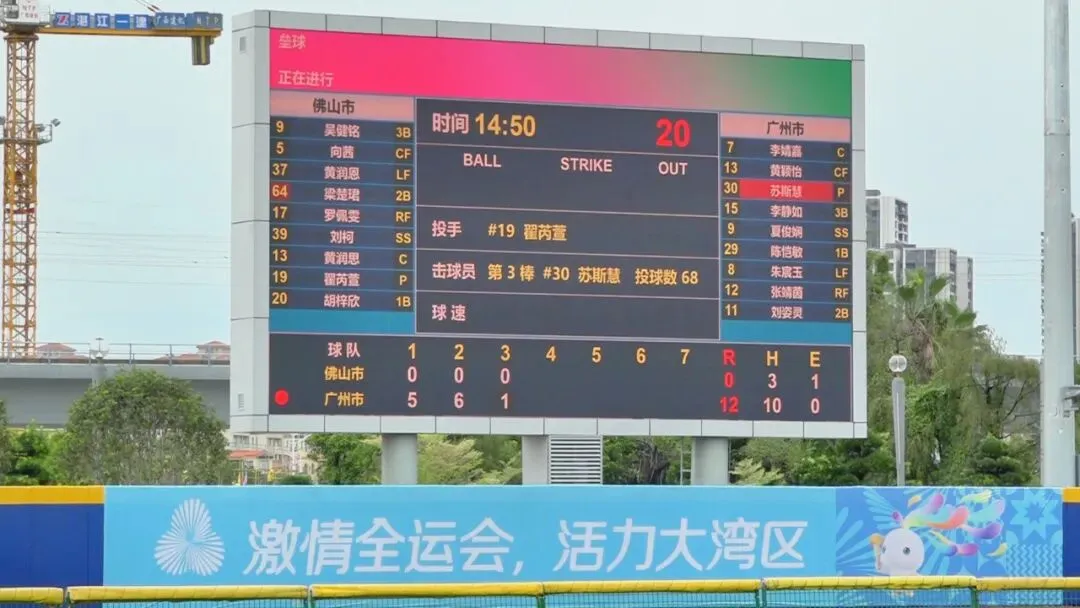 湛江一建
垒球
正在进行
佛山市
9 吴健铭 3B
5 向茜 CF
37 黄润恩 LF
64 梁楚珺 2B
17 罗佩雯 RF
39 刘柯 SS
13 黄润思 C
19 翟芮萱 P
20 胡梓欣 1B
时间 14:50 20
BALL STRIKE OUT
投手 #19 翟芮萱
击球员 第 3 棒 #30 苏斯慧 投球数 68
球 速
广州市
7 李婧嘉 C
13 黄颖怡 CF
30 苏斯慧 P
15 李静如 3B
9 夏俊娴 SS
29 陈恺敏 1B
8 朱宸玉 LF
12 张婧茵 RF
11 刘姿灵 2B
球队 1 2 3 4 5 6 7 R H E
佛山市 0 0 0 0 3 1
广州市 5 6 1 12 10 0
激情全运会，活力大湾区